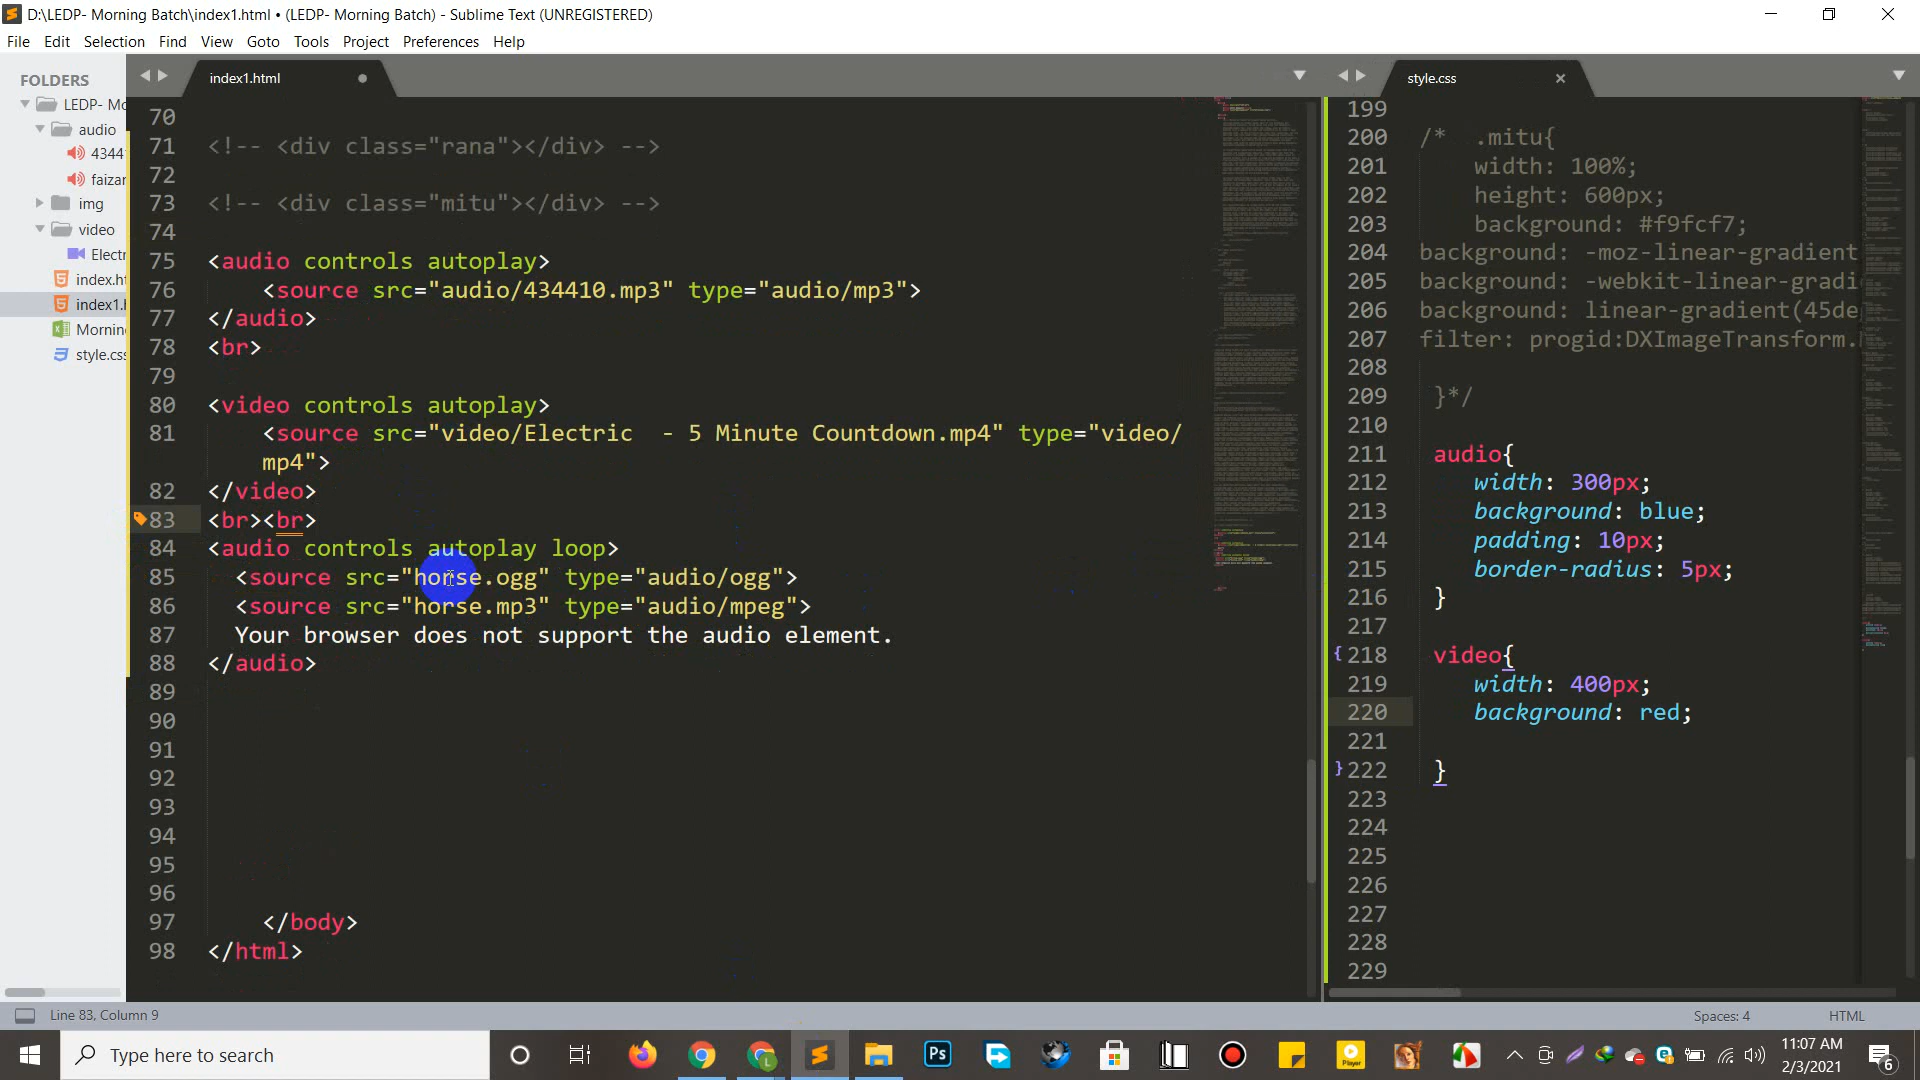 D:\LEDP- Morning Batch\index1.html • (LEDP- Morning Batch) - Sublime Text (UNREGISTERED)
File Edit Selection Find View Goto Tools Project Preferences Help
FOLDERS
LEDP- Mo
audio
4344
faizar
img
video
Electr
index.ht
index1.h
Mornin
style.css
index1.html
70
71 <!-- <div class="rana"></div> -->
72
73 <!-- <div class="mitu"></div> -->
74
75 <audio controls autoplay>
76 <source src="audio/434410.mp3" type="audio/mp3">
77 </audio>
78 <br>
79
80 <video controls autoplay>
81 <source src="video/Electric  - 5 Minute Countdown.mp4" type="video/
mp4">
82 </video>
83 <br><br>
84 <audio controls autoplay loop>
85 <source src="horse.ogg" type="audio/ogg">
86 <source src="horse.mp3" type="audio/mpeg">
87 Your browser does not support the audio element.
88 </audio>
89
90
91
92
93
94
95
96
97 </body>
98 </html>
style.css
199
200 /* .mitu{
201 width: 100%;
202 height: 600px;
203 background: #f9fcf7;
204 background: -moz-linear-gradient
205 background: -webkit-linear-gradi
206 background: linear-gradient(45de
207 filter: progid:DXImageTransform.
208
209 }*/
210
211 audio{
212 width: 300px;
213 background: blue;
214 padding: 10px;
215 border-radius: 5px;
216 }
217
218 video{
219 width: 400px;
220 background: red;
221
222 }
223
224
225
226
227
228
229
Line 83, Column 9
Spaces: 4
HTML
Type here to search
Ps
Player
11:07 AM
2/3/2021
6